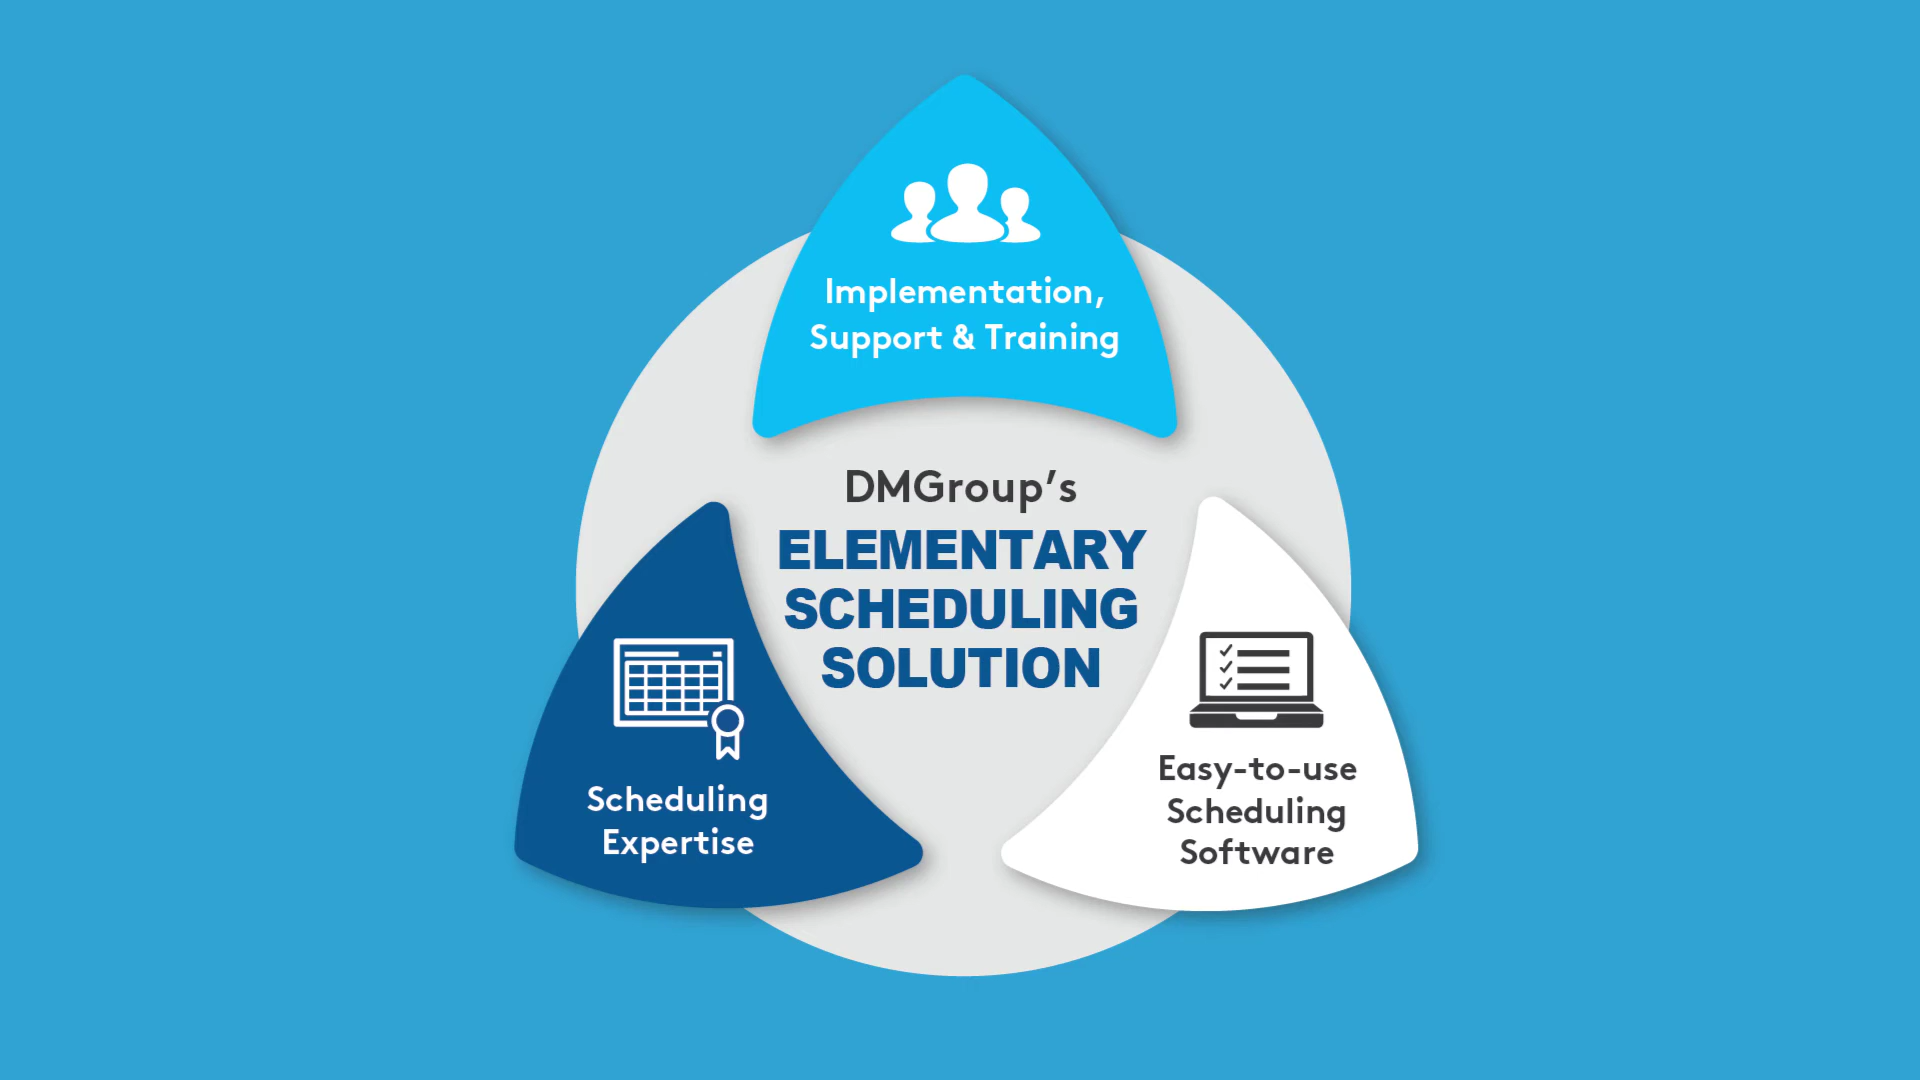 Implementation,
Support & Training
DMGroup’s
ELEMENTARY
SCHEDULING
SOLUTION
Scheduling
Expertise
Easy-to-use
Scheduling
Software